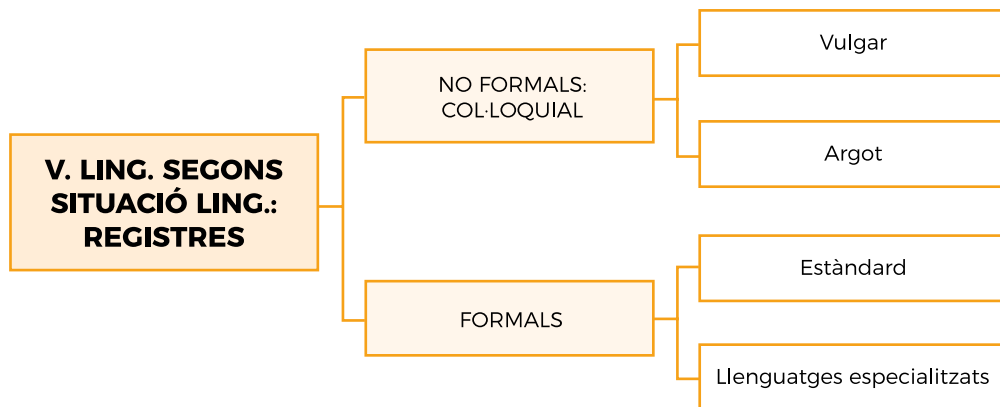 V. LING. SEGONS
SITUACIÓ LING.:
REGISTRES
NO FORMALS:
COL·LOQUIAL
Vulgar
Argot
FORMALS
Estàndard
Llenguatges especialitzats